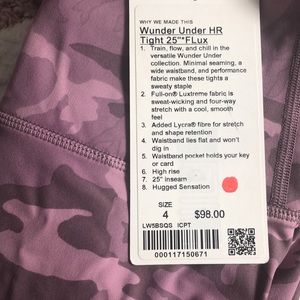 WHY WE MADE THIS
Wunder Under HR
Tight 25"*FLux
1. Train, flow, and chill in the
versatile Wunder Under
collection. Minimal seaming, a
wide waistband, and performance
fabric make these tights a
sweaty staple
2. Full-on® Luxtreme fabric is
sweat-wicking and four-way
stretch with a cool, smooth
feel
3. Added Lycra® fibre for stretch
and shape retention
4. Waistband lies flat and won't
dig in
5. Waistband pocket holds your key
or card
6. High rise
7. 25" inseam
8. Hugged Sensation
SIZE
4 $98.00
LW5BSQS ICPT
000117150671